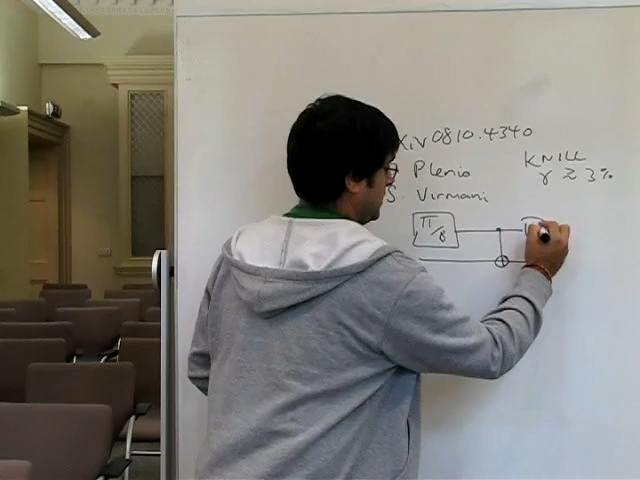 XiV 0810.4340
Plenio
S. Virmani
KNILL
γ ≥ 3%
π/8